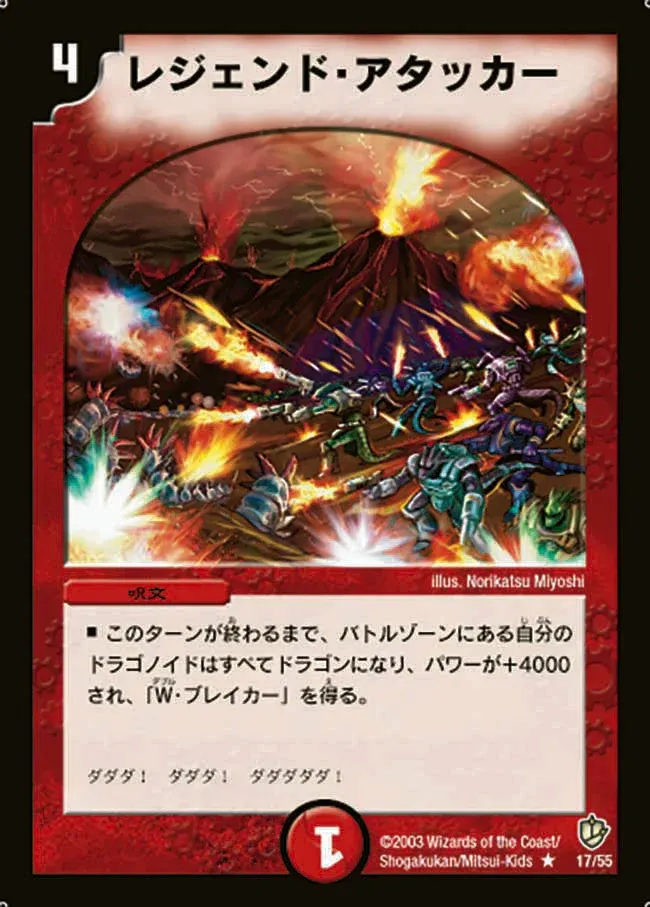 4
レジェンド・アタッカー
illus. Norikatsu Miyoshi
呪文
■ このターンが終わるまで、バトルゾーンにある自分の
ドラゴノイドはすべてドラゴンになり、パワーが+4000
され、「W・ブレイカー」を得る。
ダダダ！ ダダダ！ ダダダダダ！
1
©2003 Wizards of the Coast/
Shogakukan/Mitsui-Kids ★ 17/55